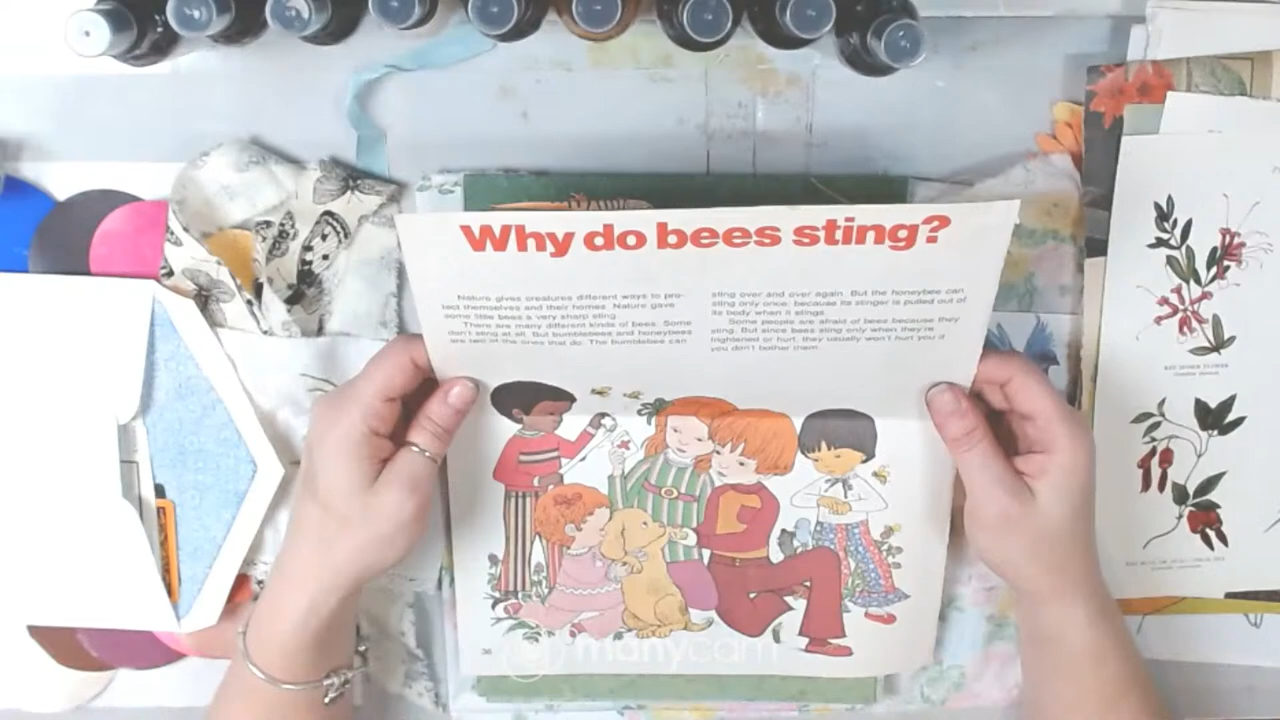 Why do bees sting?
Nature gives creatures different ways to pro-
tect themselves and their homes. Nature gave
some little bees a very sharp sting.
There are many different kinds of bees. Some
don't sting at all. But bumblebees and honeybees
are two of the ones that do. The bumblebee can
sting over and over again. But the honeybee can
sting only once, because its stinger is pulled out of
its body when it stings.
Some people are afraid of bees because they
sting. But since bees sting only when they're
frightened or hurt, they usually won't hurt you if
you don't bother them.
36
manycam